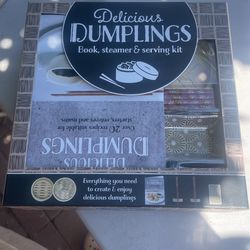 Delicious
DUMPLINGS
Book, steamer & serving kit
Over 20 recipes suitable for
starters, entrées and mains
DUMPLINGS
DELICIOUS
Everything you need
to create & enjoy
delicious dumplings